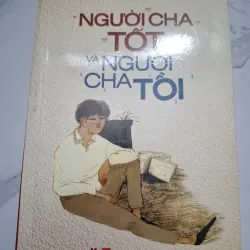 "NGƯỜI CHA
"TỐT"
VÀ NGƯỜI
CHA TỒI